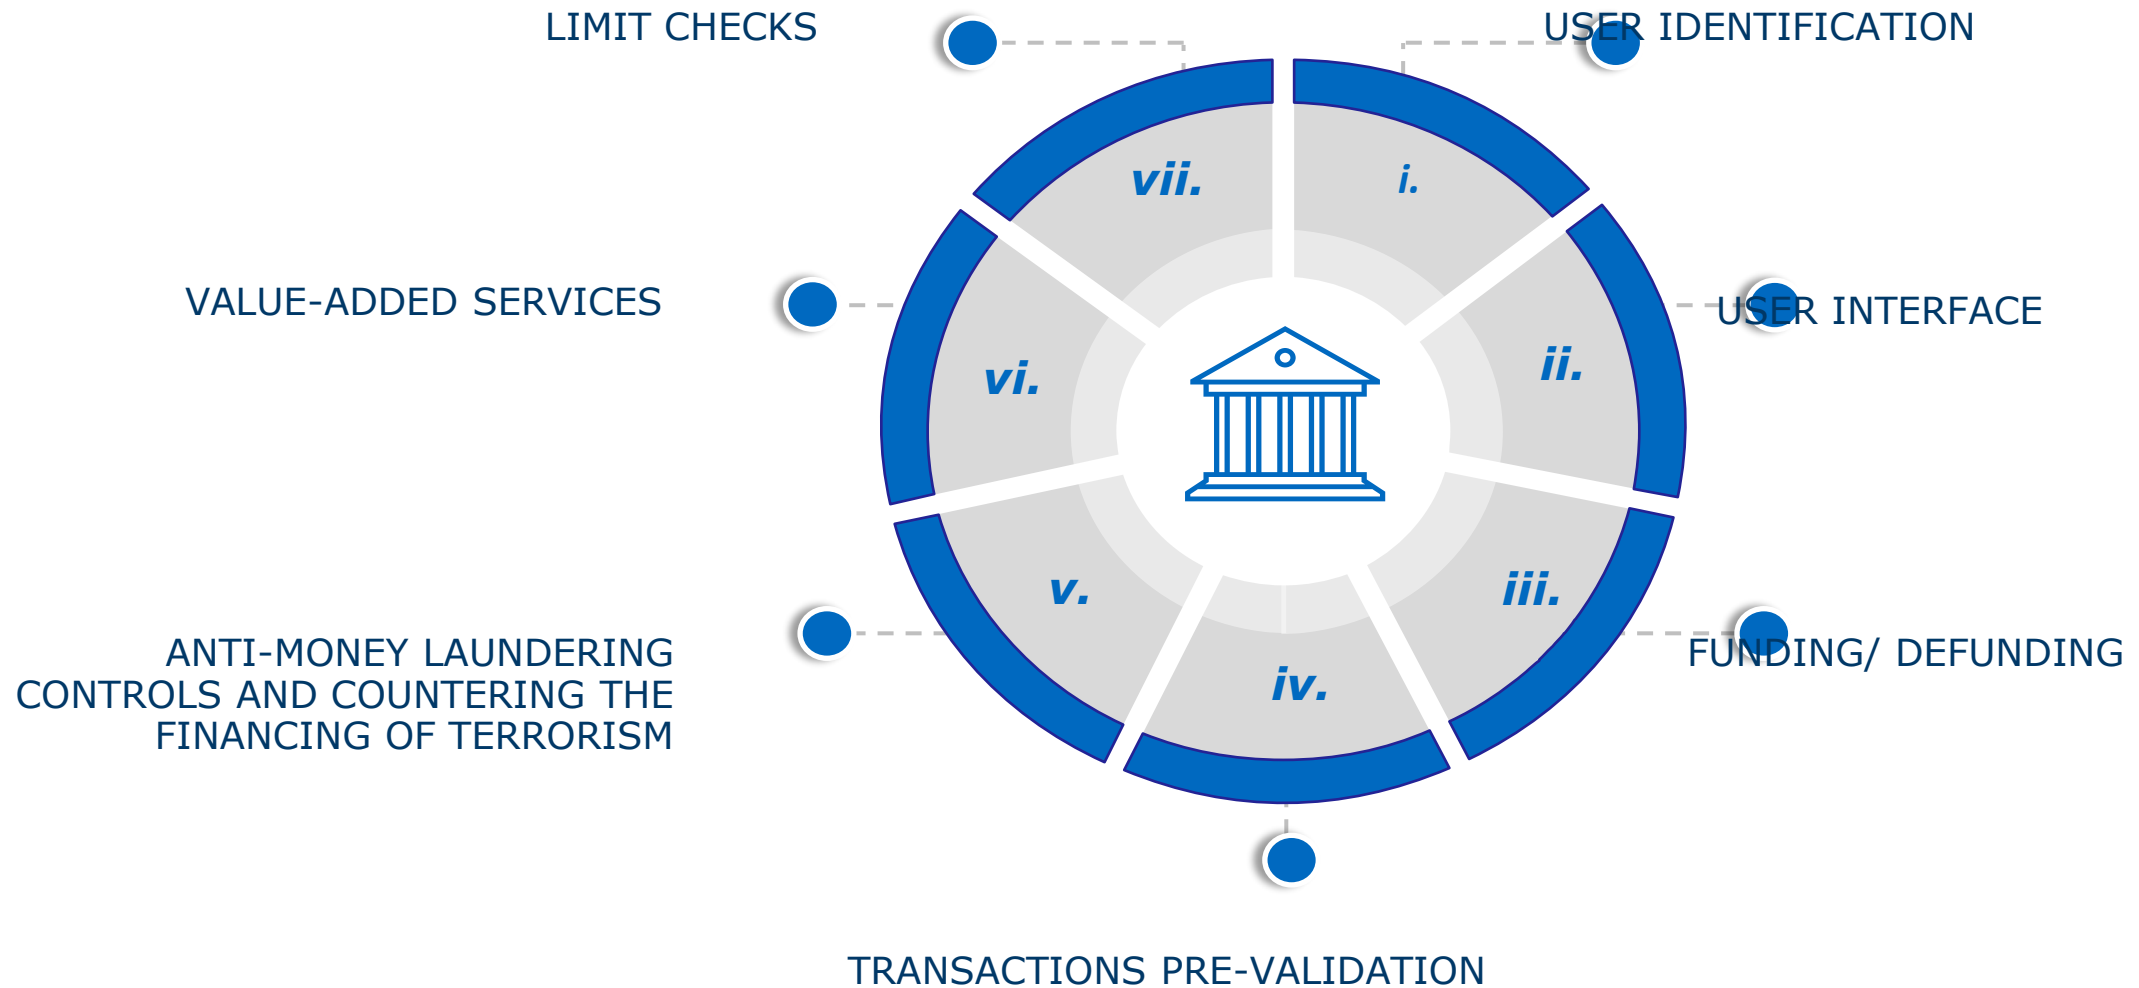 LIMIT CHECKS
USER IDENTIFICATION
vii.
i.
VALUE-ADDED SERVICES
USER INTERFACE
vi.
ii.
v.
iii.
ANTI-MONEY LAUNDERING
CONTROLS AND COUNTERING THE
FINANCING OF TERRORISM
FUNDING/ DEFUNDING
iv.
TRANSACTIONS PRE-VALIDATION